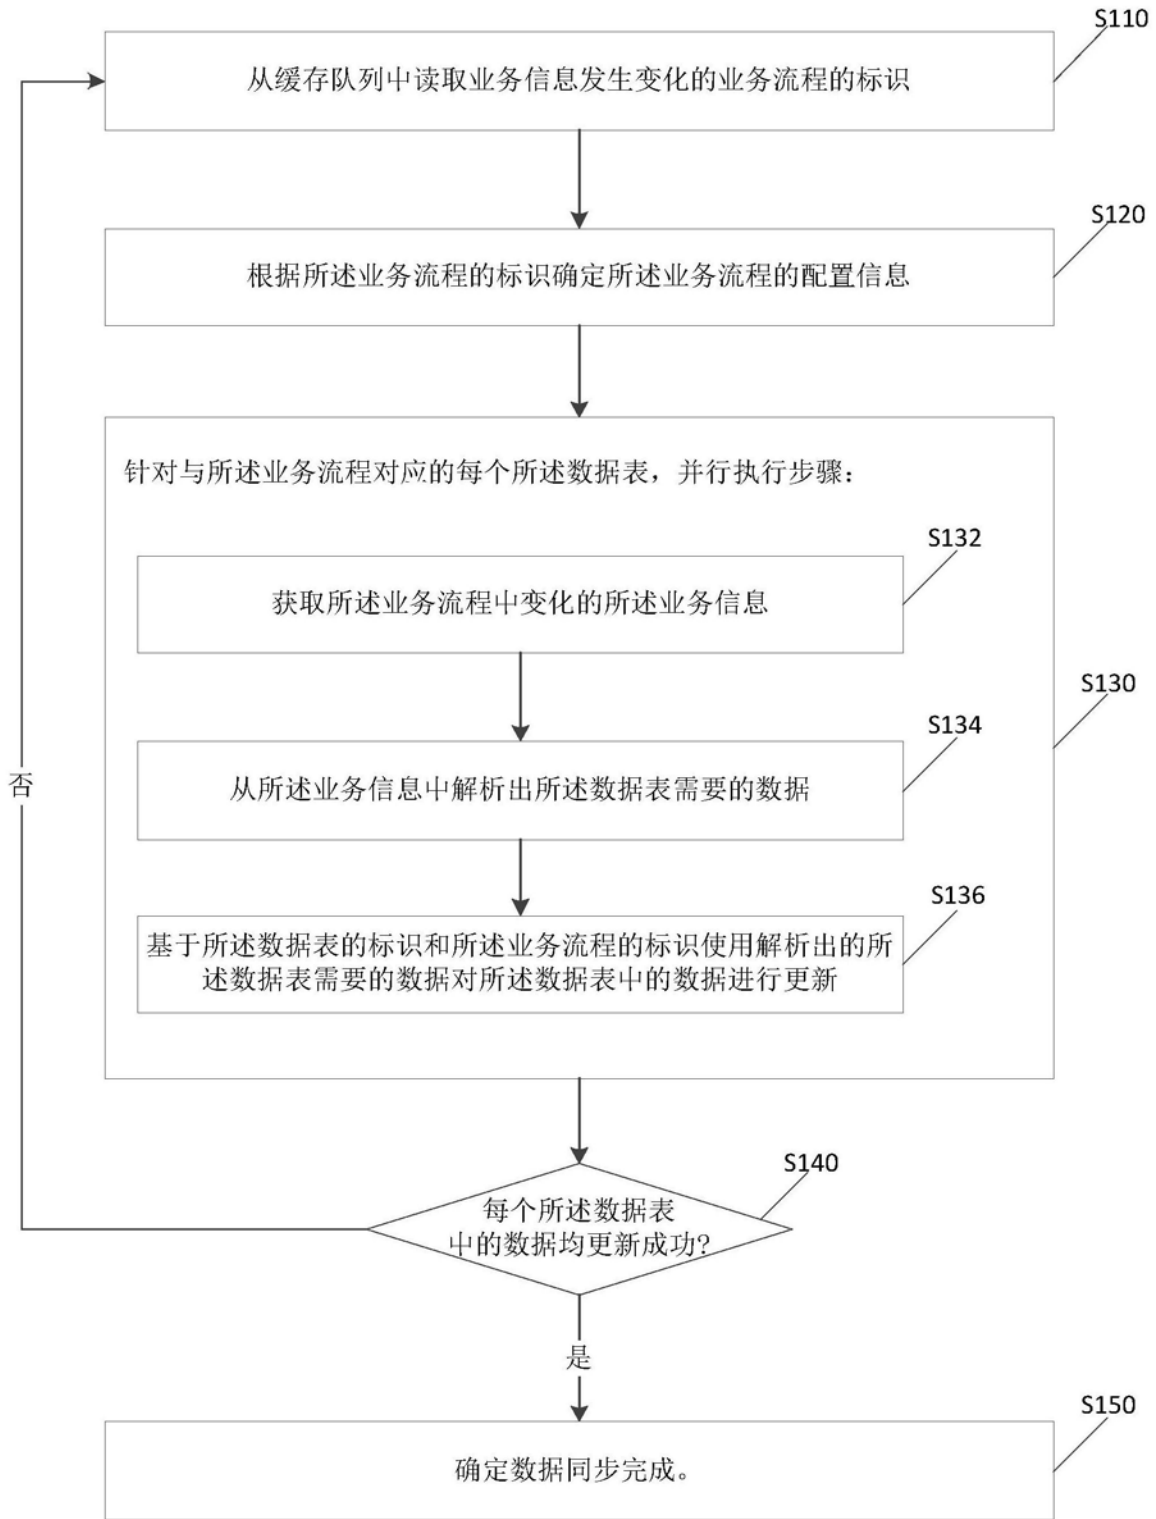 S110
从缓存队列中读取业务信息发生变化的业务流程的标识
S120
根据所述业务流程的标识确定所述业务流程的配置信息
针对与所述业务流程对应的每个所述数据表，并行执行步骤：
S132
获取所述业务流程中变化的所述业务信息
S130
S134
从所述业务信息中解析出所述数据表需要的数据
否
S136
基于所述数据表的标识和所述业务流程的标识使用解析出的所
述数据表需要的数据对所述数据表中的数据进行更新
S140
每个所述数据表
中的数据均更新成功?
是
S150
确定数据同步完成。